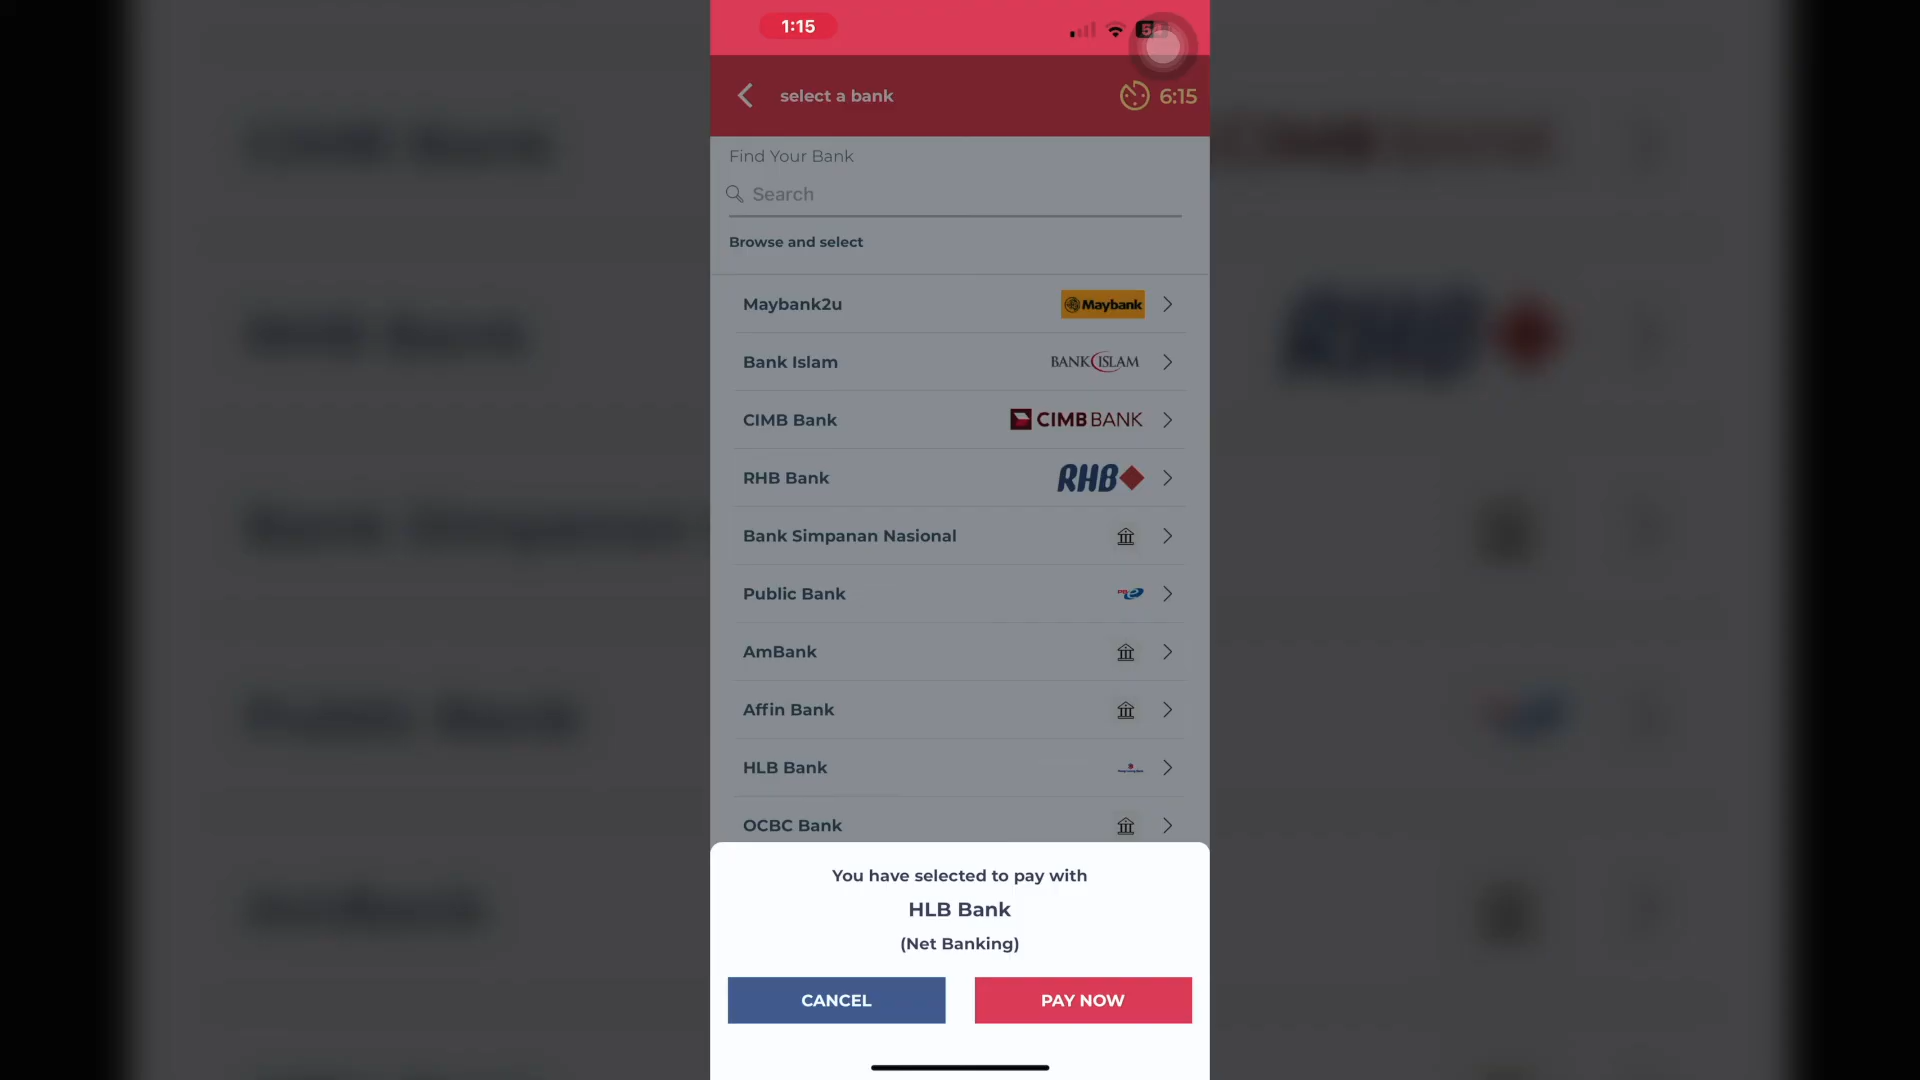 1:15
select a bank
6:15
Find Your Bank
Search
Browse and select
Maybank2u
Maybank
Bank Islam
BANK ISLAM
CIMB Bank
CIMB BANK
RHB Bank
RHB
Bank Simpanan Nasional
Public Bank
AmBank
Affin Bank
HLB Bank
OCBC Bank
You have selected to pay with
HLB Bank
(Net Banking)
CANCEL
PAY NOW